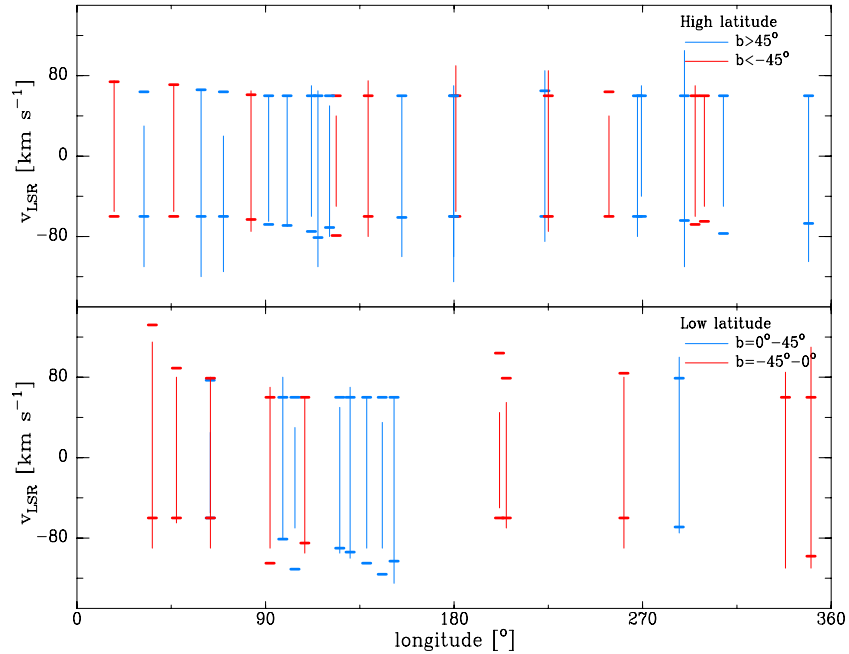 High latitude
b>45°
b<−45°
80
0
−80
v_LSR [km s⁻¹]
Low latitude
b=0°−45°
b=−45°−0°
80
0
−80
v_LSR [km s⁻¹]
0 90 180 270 360
longitude [°]